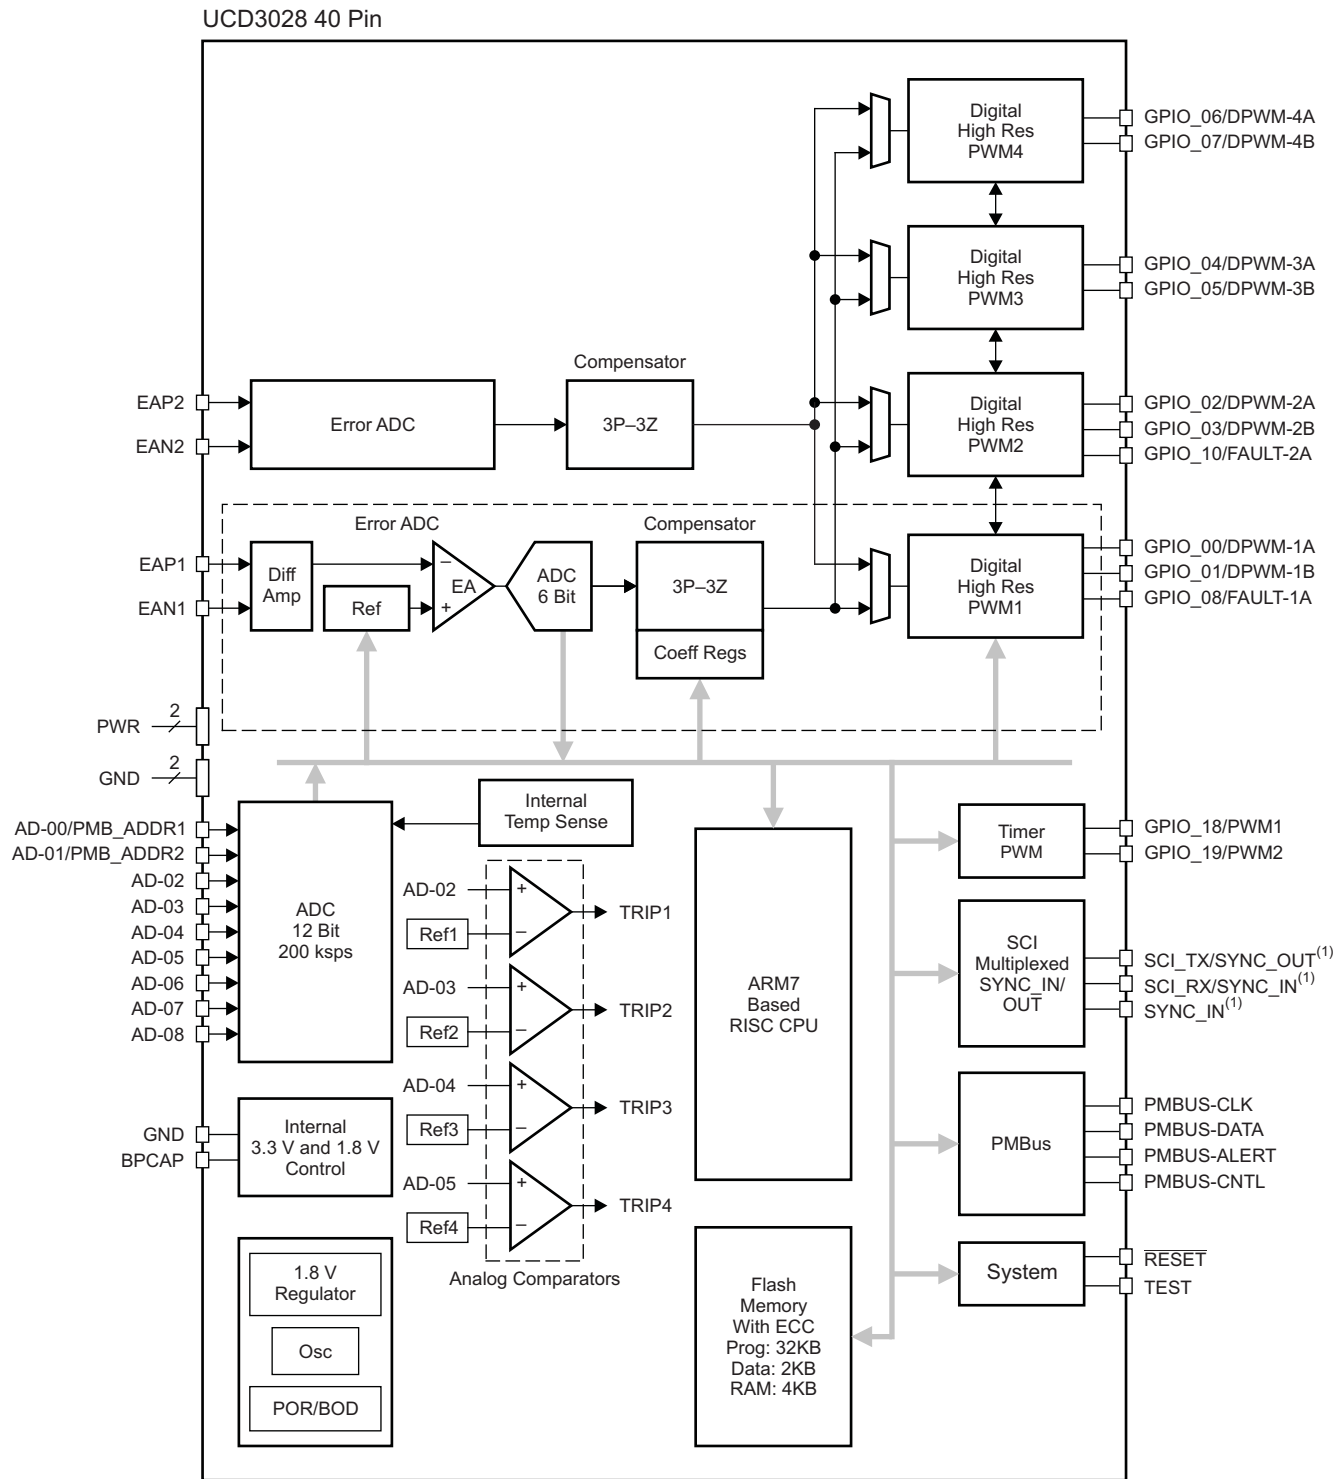 UCD3028 40 Pin
Digital
High Res
PWM4
GPIO_06/DPWM-4A
GPIO_07/DPWM-4B
Digital
High Res
PWM3
GPIO_04/DPWM-3A
GPIO_05/DPWM-3B
Compensator
EAP2
EAN2
Error ADC
3P–3Z
Digital
High Res
PWM2
GPIO_02/DPWM-2A
GPIO_03/DPWM-2B
GPIO_10/FAULT-2A
Error ADC
Compensator
EAP1
EAN1
Diff
Amp
Ref
–
EA
+
ADC
6 Bit
3P–3Z
Coeff Regs
Digital
High Res
PWM1
GPIO_00/DPWM-1A
GPIO_01/DPWM-1B
GPIO_08/FAULT-1A
PWR
2
GND
2
AD-00/PMB_ADDR1
AD-01/PMB_ADDR2
AD-02
AD-03
AD-04
AD-05
AD-06
AD-07
AD-08
ADC
12 Bit
200 ksps
Internal
Temp Sense
AD-02
+
Ref1
–
TRIP1
AD-03
+
Ref2
–
TRIP2
AD-04
+
Ref3
–
TRIP3
AD-05
+
Ref4
–
TRIP4
Analog Comparators
ARM7
Based
RISC CPU
Timer
PWM
GPIO_18/PWM1
GPIO_19/PWM2
SCI
Multiplexed
SYNC_IN/
OUT
SCI_TX/SYNC_OUT(1)
SCI_RX/SYNC_IN(1)
SYNC_IN(1)
GND
BPCAP
Internal
3.3 V and 1.8 V
Control
PMBus
PMBUS-CLK
PMBUS-DATA
PMBUS-ALERT
PMBUS-CNTL
1.8 V
Regulator
Osc
POR/BOD
Flash
Memory
With ECC
Prog: 32KB
Data: 2KB
RAM: 4KB
System
RESET
TEST